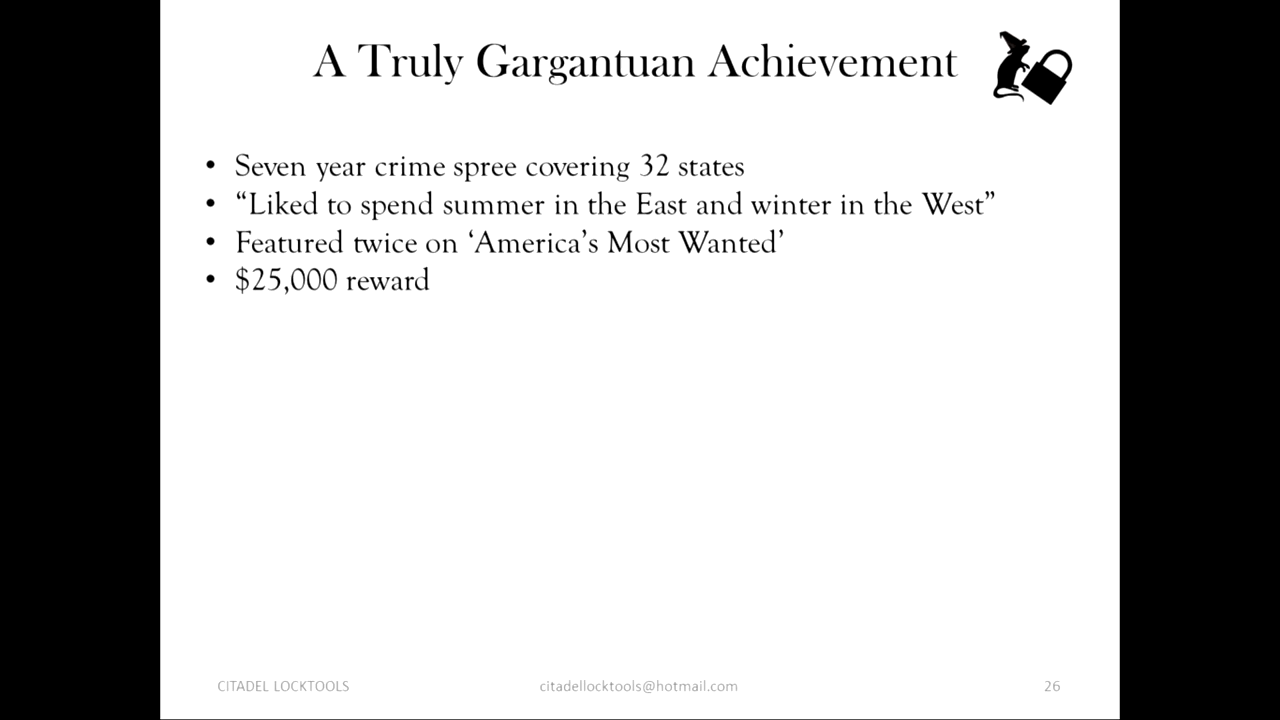 A Truly Gargantuan Achievement
• Seven year crime spree covering 32 states
• “Liked to spend summer in the East and winter in the West”
• Featured twice on ‘America’s Most Wanted’
• $25,000 reward
CITADEL LOCKTOOLS citadellocktools@hotmail.com 26